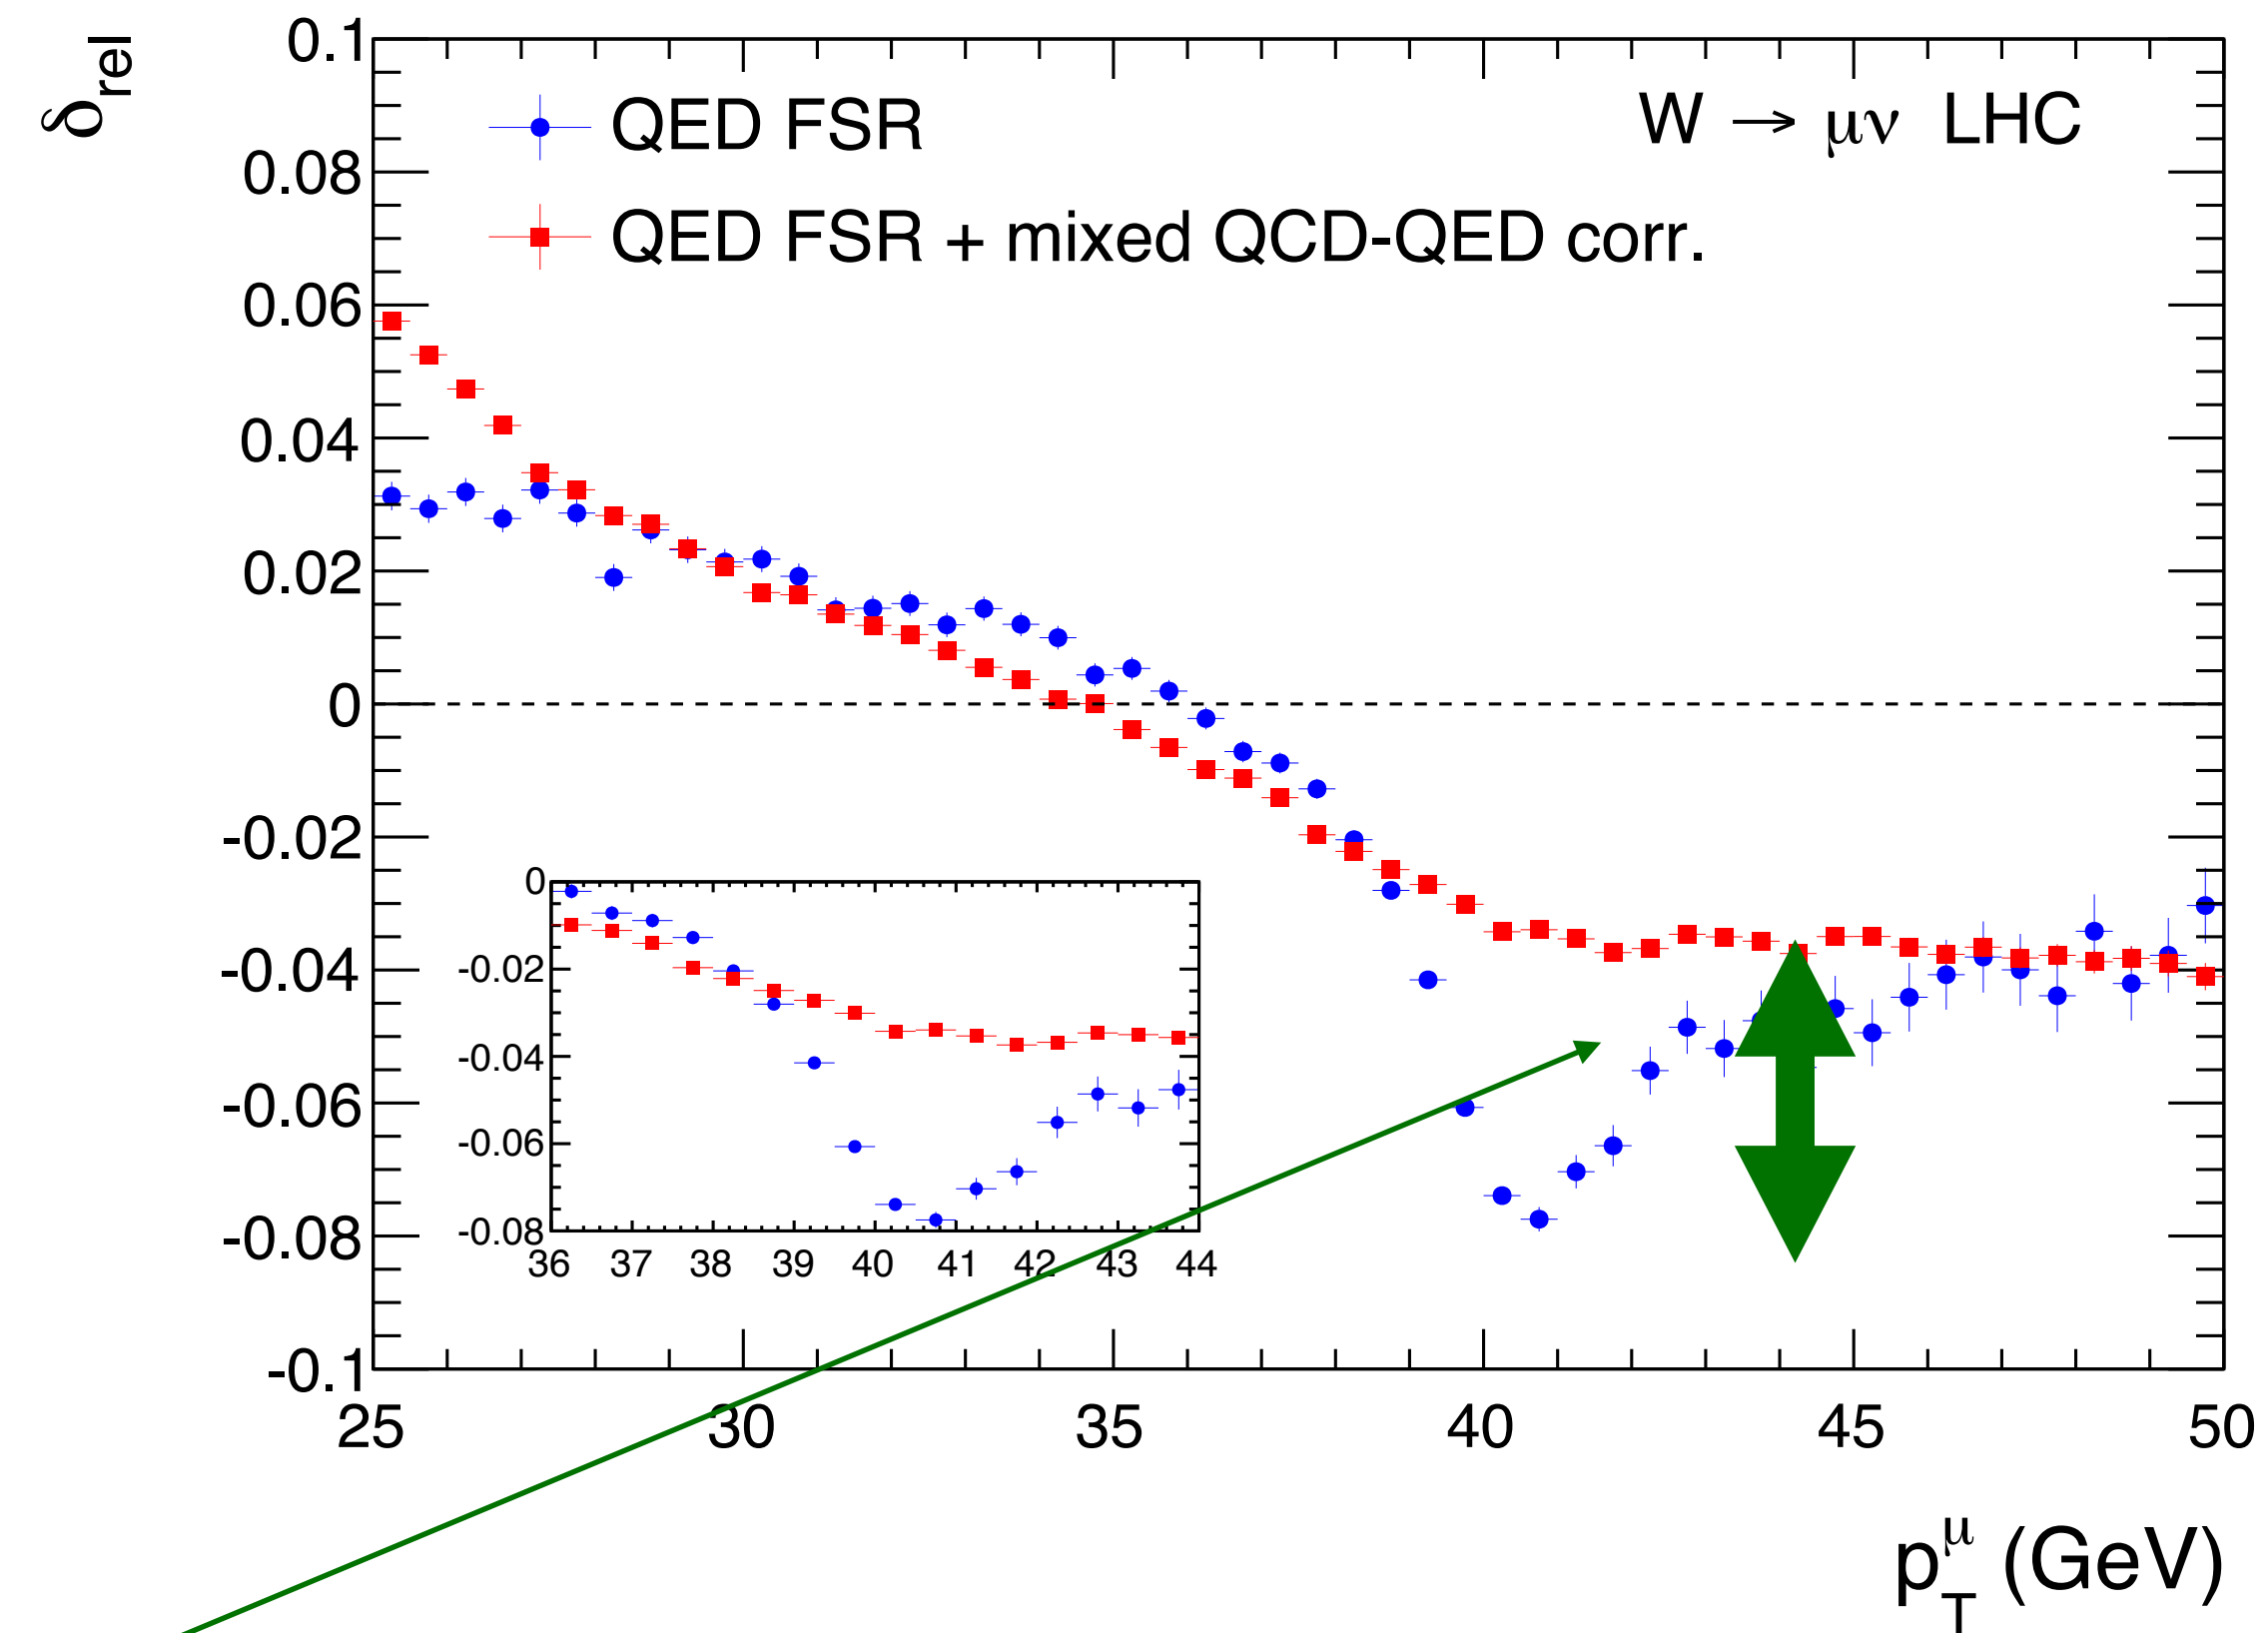 δrel
0.1
0.08
0.06
0.04
0.02
0
-0.02
-0.04
-0.06
-0.08
-0.1
QED FSR
QED FSR + mixed QCD-QED corr.
W → μν LHC
0
-0.02
-0.04
-0.06
-0.08
36 37 38 39 40 41 42 43 44
25 30 35 40 45 50
pTμ (GeV)